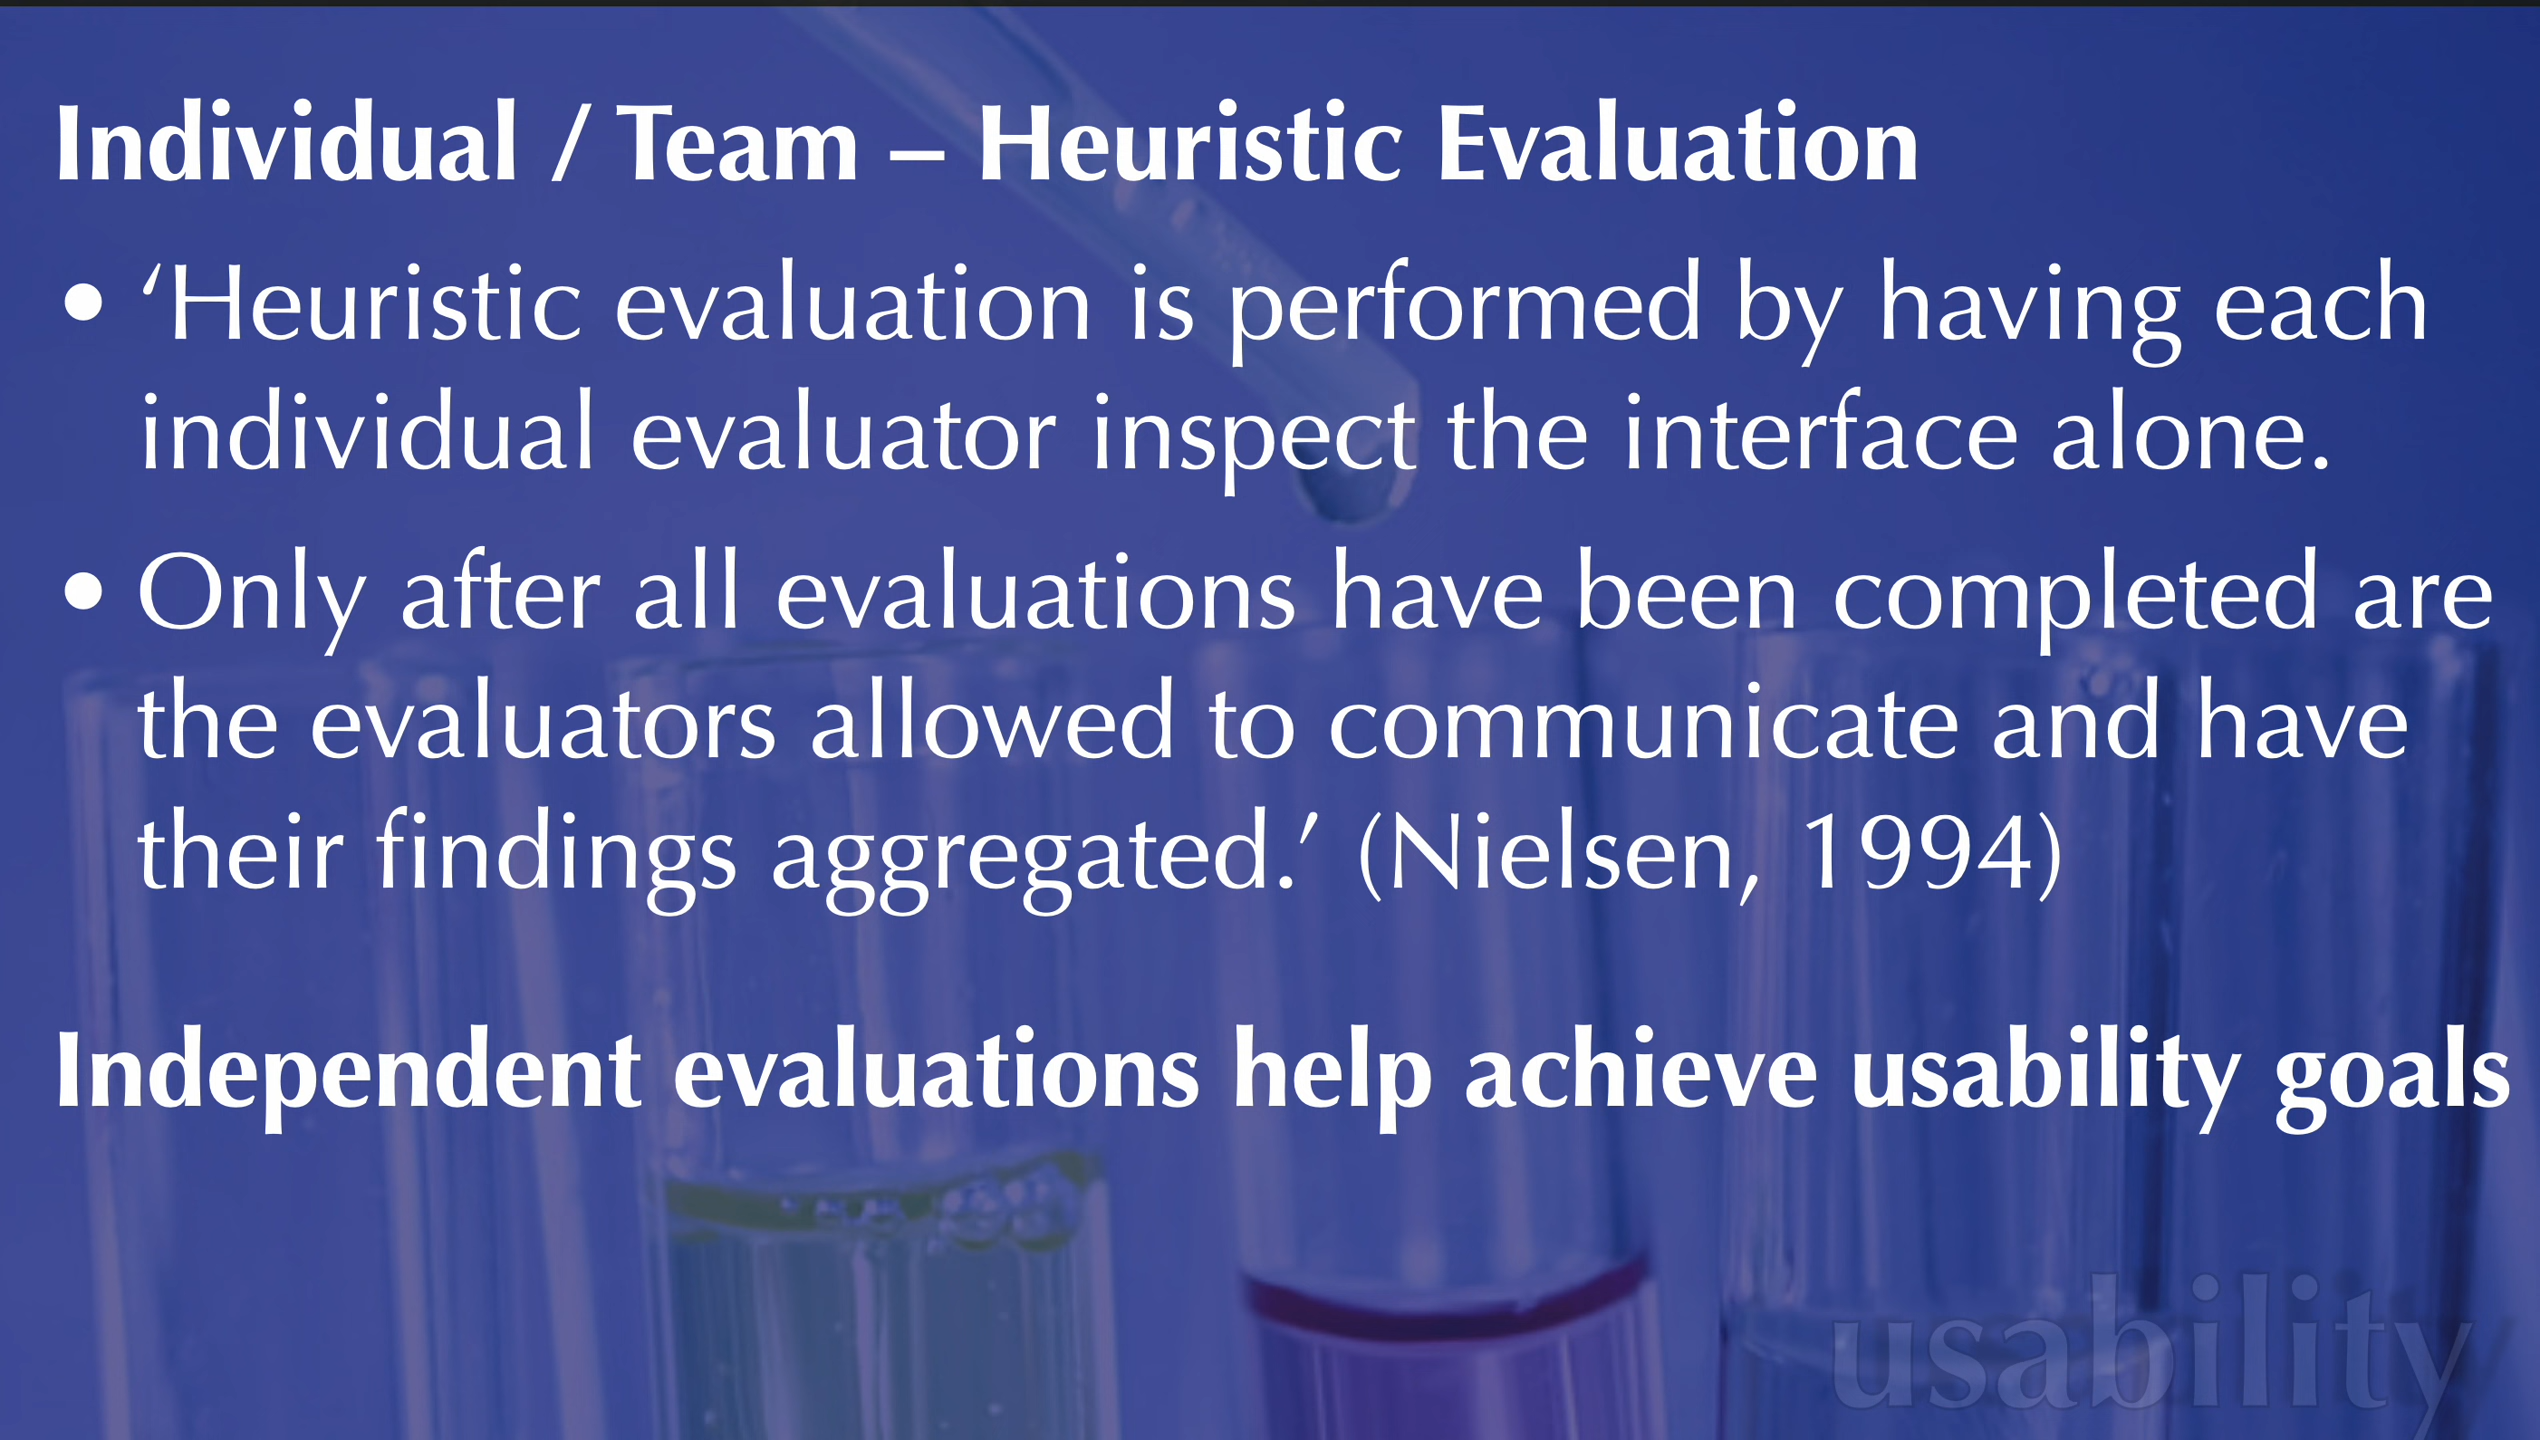 Individual / Team – Heuristic Evaluation
• ‘Heuristic evaluation is performed by having each
individual evaluator inspect the interface alone.
• Only after all evaluations have been completed are
the evaluators allowed to communicate and have
their findings aggregated.’ (Nielsen, 1994)
Independent evaluations help achieve usability goals
usability